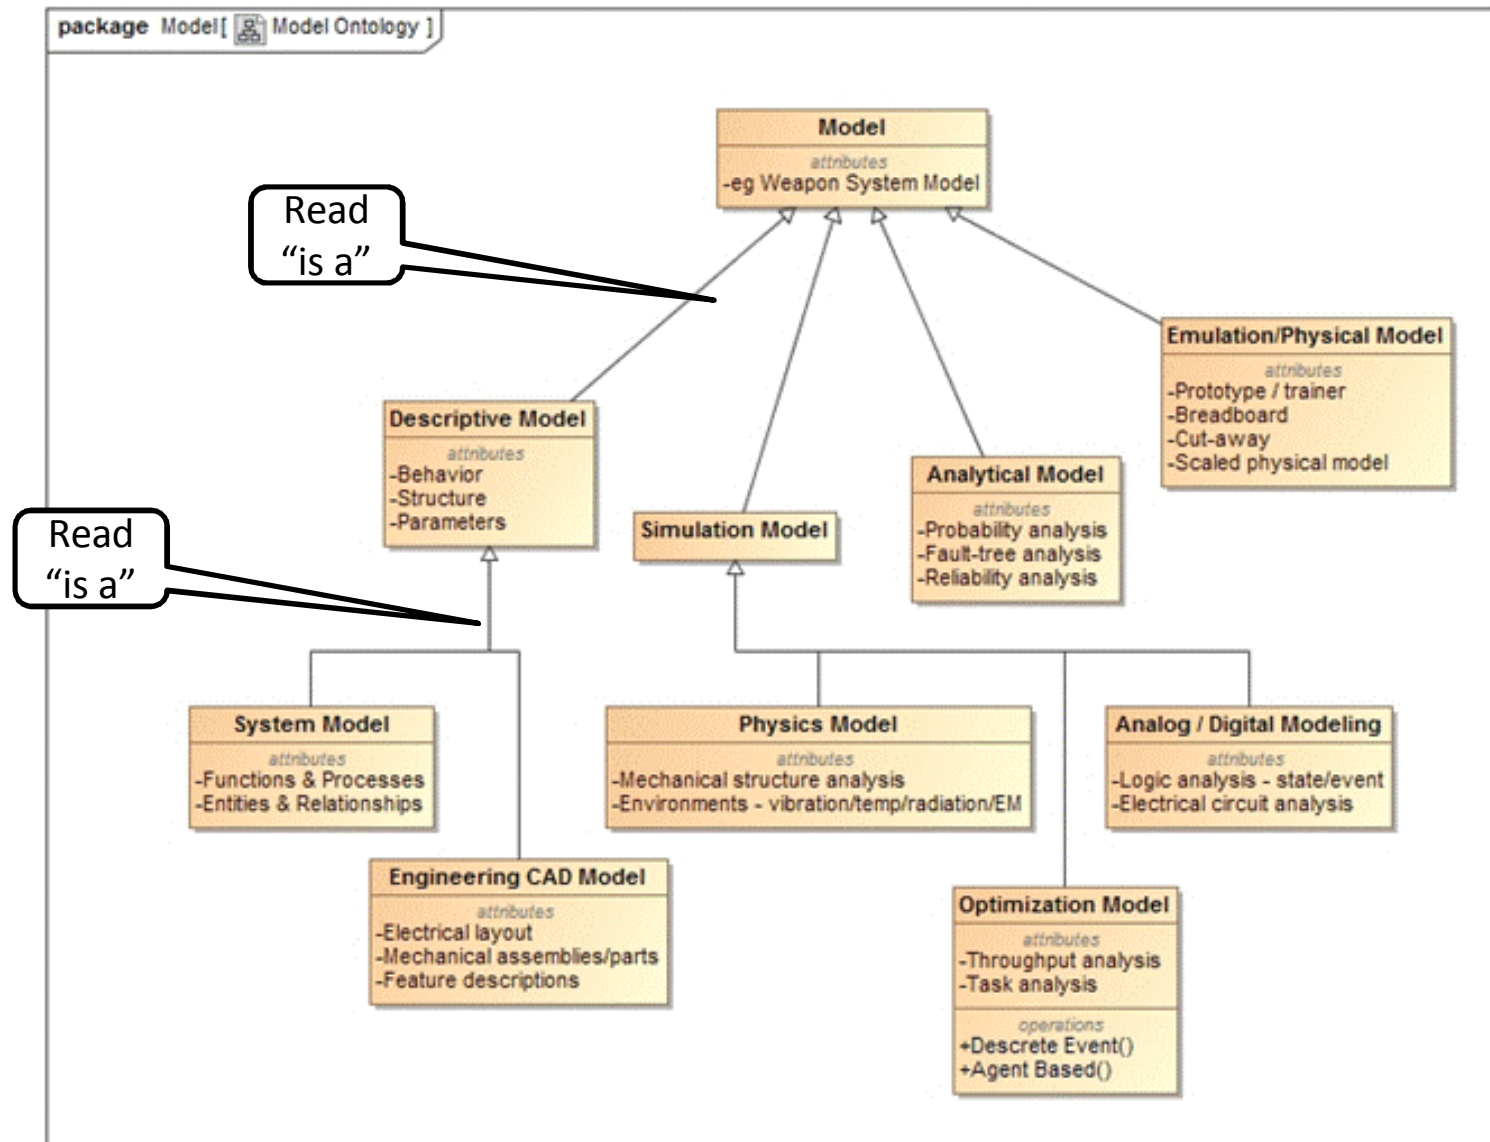 package Model[ Model Ontology ]
Model
attributes
-eg Weapon System Model
Read
“is a”
Emulation/Physical Model
attributes
-Prototype / trainer
-Breadboard
-Cut-away
-Scaled physical model
Descriptive Model
attributes
-Behavior
-Structure
-Parameters
Analytical Model
attributes
-Probability analysis
-Fault-tree analysis
-Reliability analysis
Simulation Model
Read
“is a”
System Model
attributes
-Functions & Processes
-Entities & Relationships
Physics Model
attributes
-Mechanical structure analysis
-Environments - vibration/temp/radiation/EM
Analog / Digital Modeling
attributes
-Logic analysis - state/event
-Electrical circuit analysis
Engineering CAD Model
attributes
-Electrical layout
-Mechanical assemblies/parts
-Feature descriptions
Optimization Model
attributes
-Throughput analysis
-Task analysis
operations
+Descrete Event()
+Agent Based()